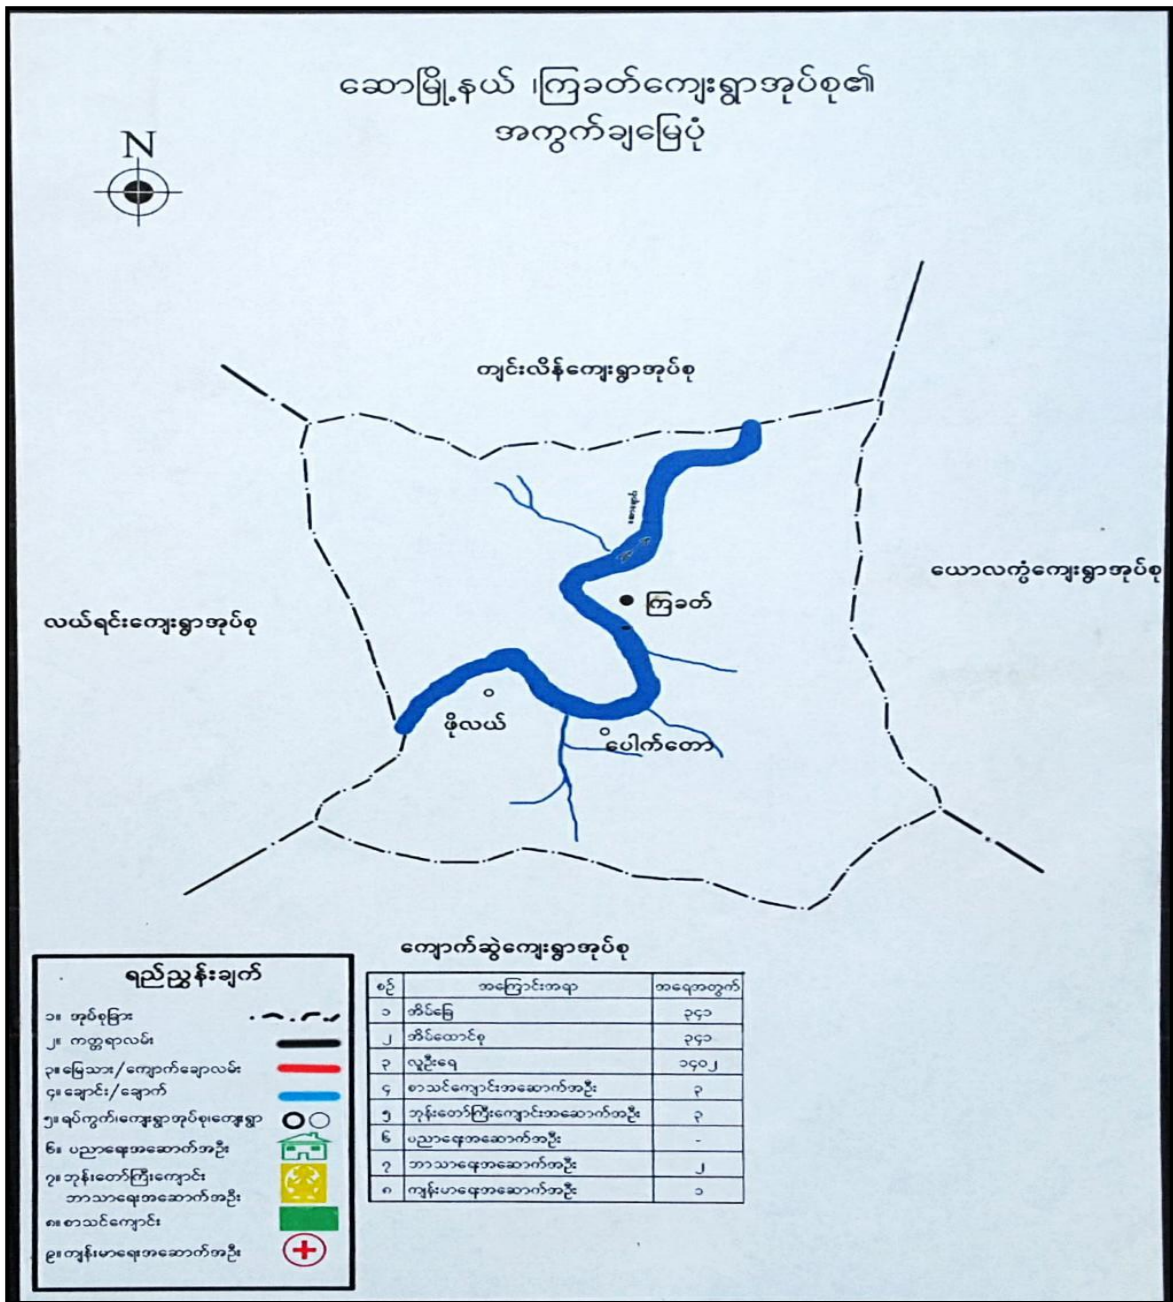 ဆောမြို့နယ် ၊ကြခတ်ကျေးရွာအုပ်စု၏
အကွက်ချမြေပုံ
N
ကျင်းလိန်ကျေးရွာအုပ်စု
ယောလက္ပံကျေးရွာအုပ်စု
လယ်ရင်းကျေးရွာအုပ်စု
ကြခတ်
ဖိုလယ်
ပေါက်တော
ကျောက်ဆွဲကျေးရွာအုပ်စု
ရည်ညွှန်းချက်
၁။ အုပ်စုခြား
၂။ ကတ္တရာလမ်း
၃။မြေသား/ကျောက်ချောလမ်း
၄။ချောင်း/ချောက်
၅။ရပ်ကွက်၊ကျေးရွာအုပ်စု၊ကျေးရွာ
၆။ ပညာရေးအဆောက်အဦး
၇။ဘုန်းတော်ကြီးကျောင်း
ဘာသာရေးအဆောက်အဦး
၈။စာသင်ကျောင်း
၉။ကျန်းမာရေးအဆောက်အဦး
စဉ် အကြောင်းအရာ အရေအတွက်
၁ အိမ်ခြေ ၃၄၁
၂ အိမ်ထောင်စု ၃၄၁
၃ လူဦးရေ ၁၄၀၂
၄ စာသင်ကျောင်းအဆောက်အဦး ၃
၅ ဘုန်းတော်ကြီးကျောင်းအဆောက်အဦး ၃
၆ ပညာရေးအဆောက်အဦး -
၇ ဘာသာရေးအဆောက်အဦး ၂
၈ ကျန်းမာရေးအဆောက်အဦး ၁